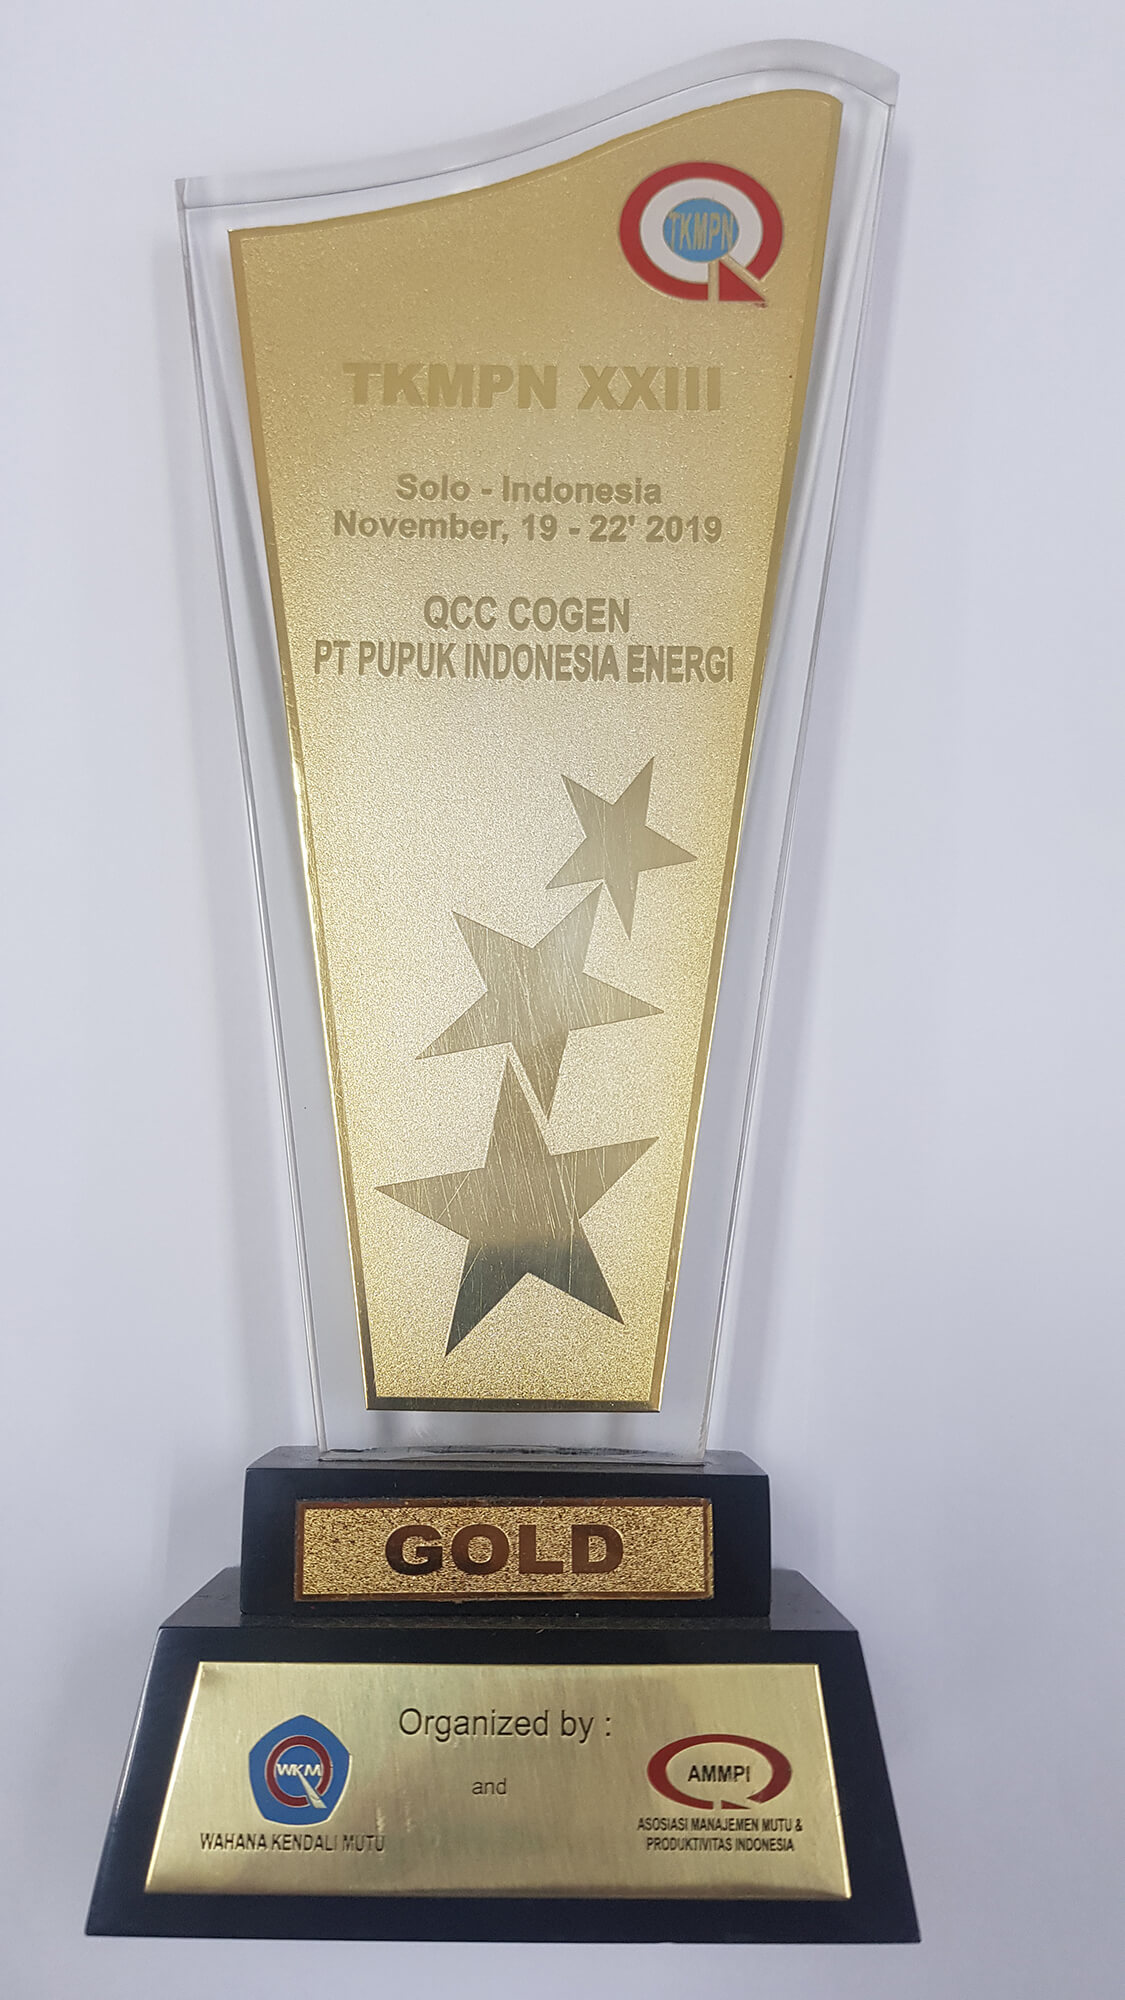 TKMPN
TKMPN XXIII
Solo - Indonesia
November, 19 - 22' 2019
QCC COGEN
PT PUPUK INDONESIA ENERGI
GOLD
Organized by :
WKM
and
AMMPI
WAHANA KENDALI MUTU
ASOSIASI MANAJEMEN MUTU &
PRODUKTIVITAS INDONESIA